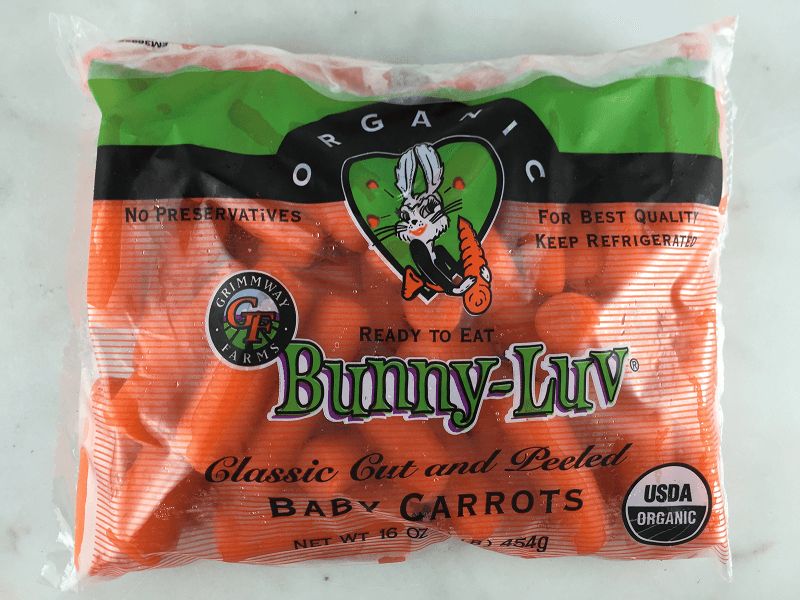 ORGANIC
NO PRESERVATIVES
FOR BEST QUALITY
KEEP REFRIGERATED
GRIMMWAY
GF
FARMS
READY TO EAT
BUNNY-LUV®
Classic Cut and Peeled
BABY CARROTS
USDA
ORGANIC
NET WT 16 OZ 454g